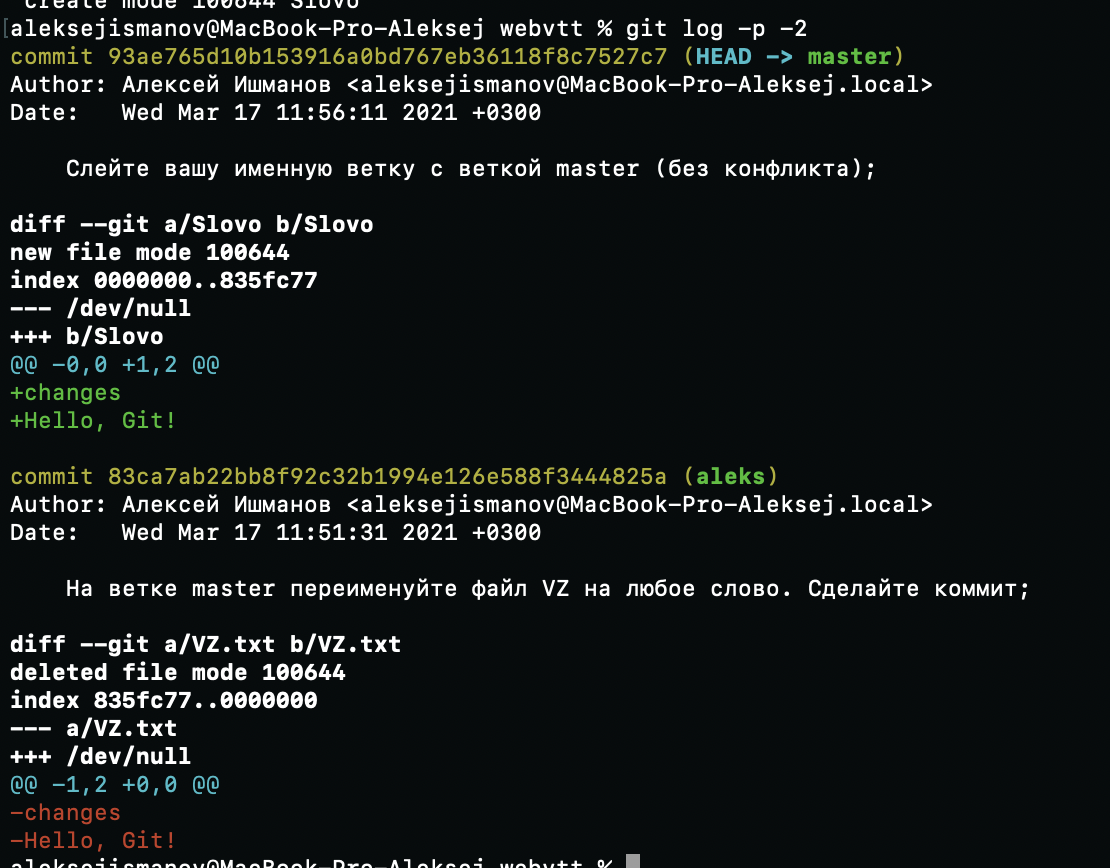 create mode 100644 Slovo
[aleksejismanov@MacBook-Pro-Aleksej webvtt % git log -p -2
commit 93ae765d10b153916a0bd767eb36118f8c7527c7 (HEAD -> master)
Author: Алексей Ишманов <aleksejismanov@MacBook-Pro-Aleksej.local>
Date:   Wed Mar 17 11:56:11 2021 +0300

    Слейте вашу именную ветку с веткой master (без конфликта);

diff --git a/Slovo b/Slovo
new file mode 100644
index 0000000..835fc77
--- /dev/null
+++ b/Slovo
@@ -0,0 +1,2 @@
+changes
+Hello, Git!

commit 83ca7ab22bb8f92c32b1994e126e588f3444825a (aleks)
Author: Алексей Ишманов <aleksejismanov@MacBook-Pro-Aleksej.local>
Date:   Wed Mar 17 11:51:31 2021 +0300

    На ветке master переименуйте файл VZ на любое слово. Сделайте коммит;

diff --git a/VZ.txt b/VZ.txt
deleted file mode 100644
index 835fc77..0000000
--- a/VZ.txt
+++ /dev/null
@@ -1,2 +0,0 @@
-changes
-Hello, Git!
aleksejismanov@MacBook-Pro-Aleksej webvtt %